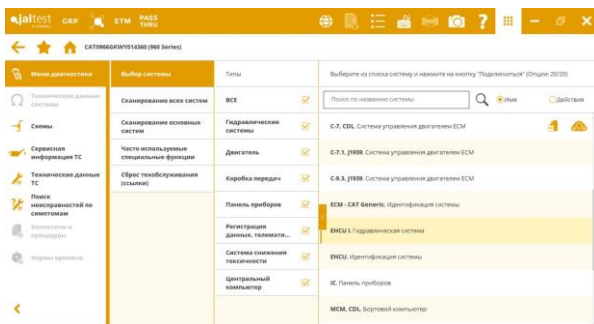 jaltest
GRP
ETM
PASS
THRU
?
CAT0966GKWY014360 (960 Series)
Меню диагностики
Технические данные
системы
Схемы
Сервисная
информация ТС
Технические данные
ТС
Поиск
неисправностей по
симптомам
Бюллетени и
процедуры
Нормы времени
Выбор системы
Сканирование всех систем
Сканирование основных
систем
Часто используемые
специальные функции
Сброс техобслуживания
(ссылки)
Типы
ВСЕ
Гидравлические
системы
Двигатель
Коробка передач
Панель приборов
Регистрация
данных, телемати...
Система снижения
токсичности
Центральный
компьютер
Выберите из списка систему и нажмите на кнопку "Подключиться" (Опции: 20/20)
Поиск по названию системы
Имя
Действия
C-7, CDL. Система управления двигателем ECM
C-7.1, J1939. Система управления двигателем ECM
C-9.3, J1939. Система управления двигателем ECM
ECM - CAT Generic. Идентификация системы
EHCU I. Гидравлическая система
EHCU. Идентификация системы
IC. Панель приборов
MCM, CDL. Бортовой компьютер